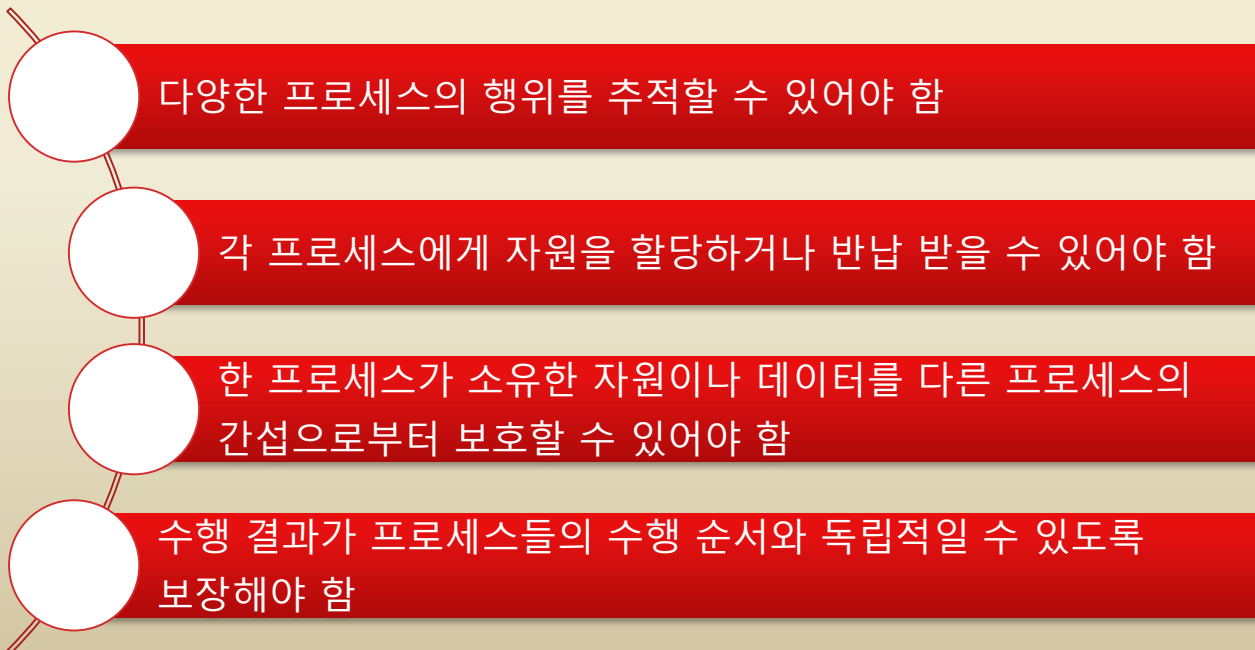 다양한 프로세스의 행위를 추적할 수 있어야 함
각 프로세스에게 자원을 할당하거나 반납 받을 수 있어야 함
한 프로세스가 소유한 자원이나 데이터를 다른 프로세스의
간섭으로부터 보호할 수 있어야 함
수행 결과가 프로세스들의 수행 순서와 독립적일 수 있도록
보장해야 함